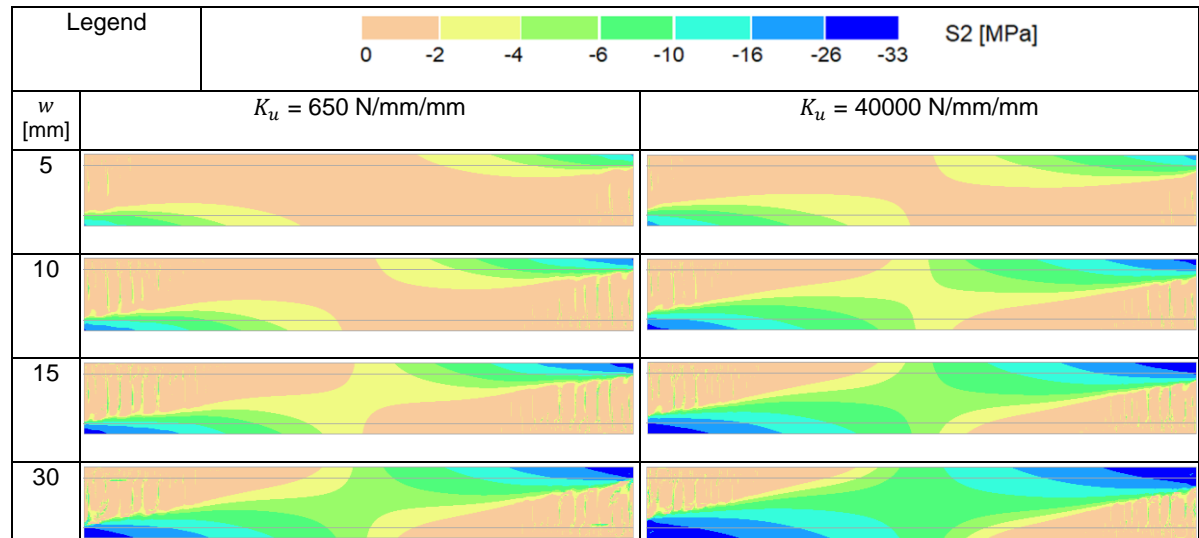 Legend
S2 [MPa]
0 -2 -4 -6 -10 -16 -26 -33
w
[mm]
K_u = 650 N/mm/mm
K_u = 40000 N/mm/mm
5
10
15
30